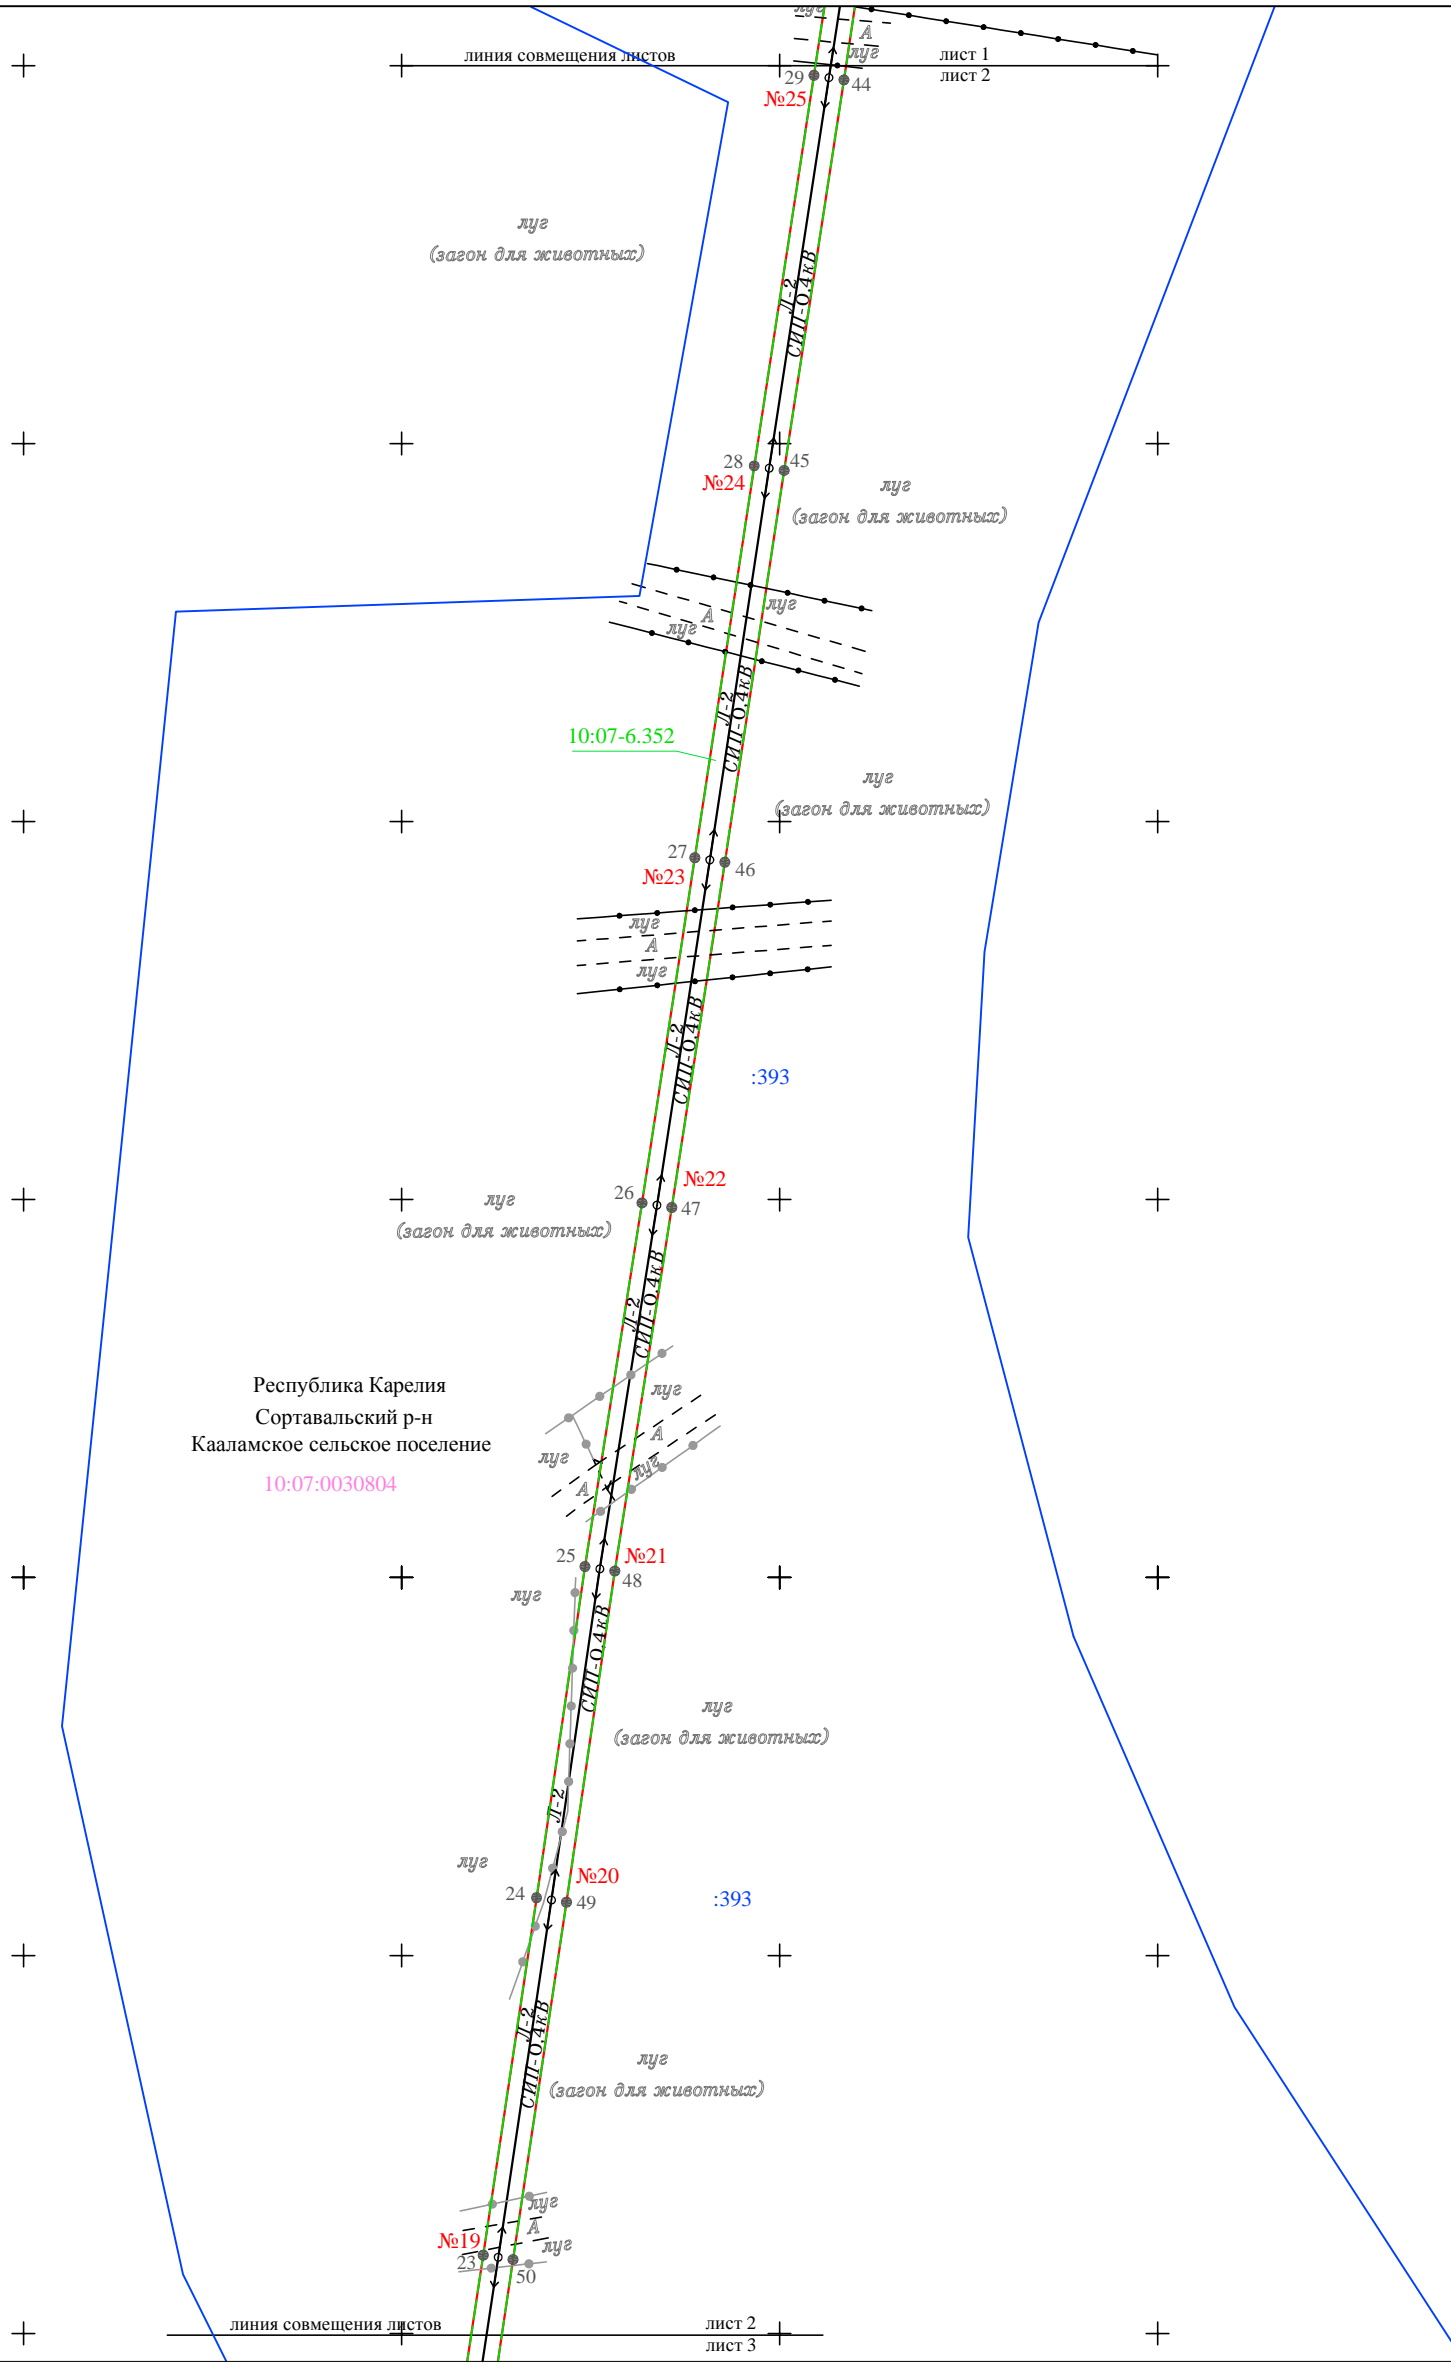 луг
А
луг
линия совмещения листов
лист 1
лист 2
29
44
№25
луг
(загон для животных)
Л-2
СИП-0.4кВ
28
45
№24
луг
(загон для животных)
луг
А
луг
Л-2
СИП-0.4кВ
10:07-6.352
луг
(загон для животных)
27
46
№23
луг
А
луг
Л-2
СИП-0.4кВ
:393
№22
26
47
луг
(загон для животных)
Л-2
СИП-0.4кВ
Республика Карелия
Сортавальский р-н
Кааламское сельское поселение
10:07:0030804
луг
А
луг
луг
А
25
№21
48
луг
СИП-0.4кВ
луг
(загон для животных)
Л-2
луг
№20
24
49
:393
Л-2
СИП-0.4кВ
луг
(загон для животных)
луг
А
луг
№19
23
50
линия совмещения листов
лист 2
лист 3